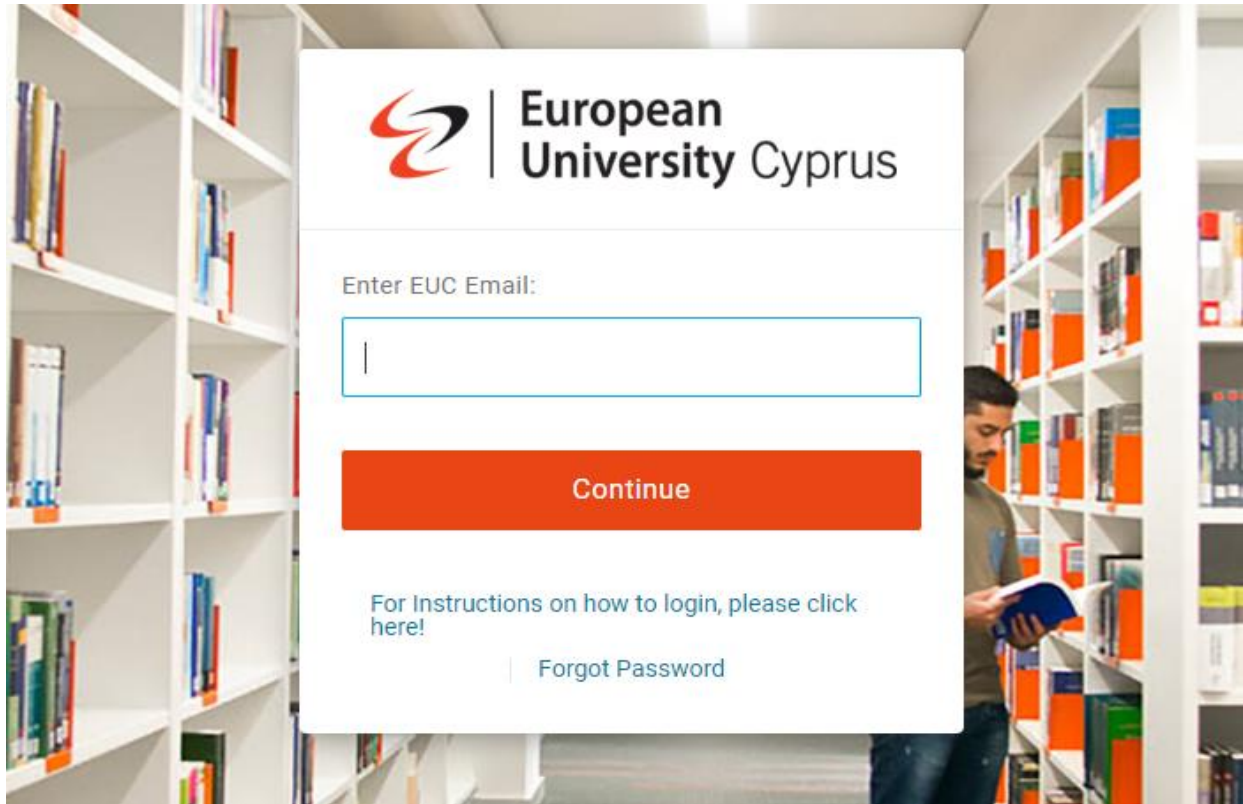 European
University Cyprus
Enter EUC Email:
Continue
For Instructions on how to login, please click
here!
Forgot Password